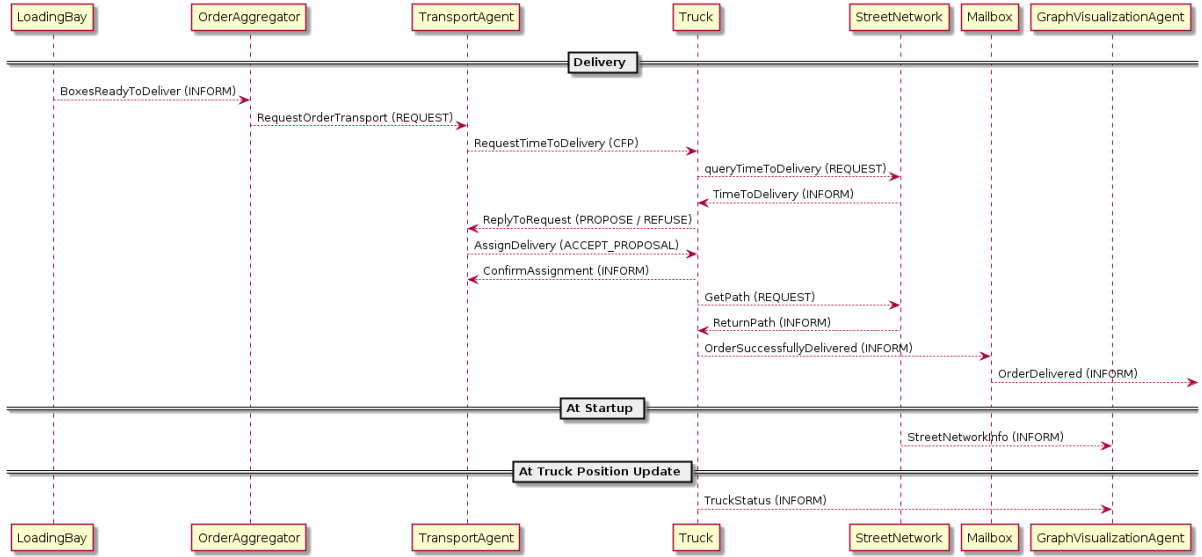 LoadingBay OrderAggregator TransportAgent Truck StreetNetwork Mailbox GraphVisualizationAgent
Delivery
BoxesReadyToDeliver (INFORM)
RequestOrderTransport (REQUEST)
RequestTimeToDelivery (CFP)
queryTimeToDelivery (REQUEST)
TimeToDelivery (INFORM)
ReplyToRequest (PROPOSE / REFUSE)
AssignDelivery (ACCEPT_PROPOSAL)
ConfirmAssignment (INFORM)
GetPath (REQUEST)
ReturnPath (INFORM)
OrderSuccessfullyDelivered (INFORM)
OrderDelivered (INFORM)
At Startup
StreetNetworkInfo (INFORM)
At Truck Position Update
TruckStatus (INFORM)
LoadingBay OrderAggregator TransportAgent Truck StreetNetwork Mailbox GraphVisualizationAgent